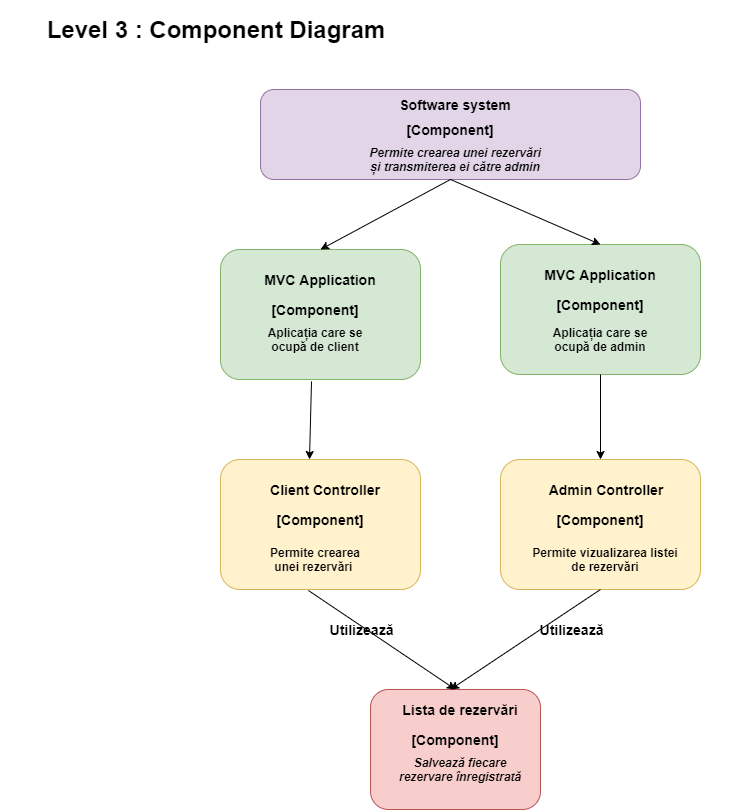 Level 3 : Component Diagram
Software system
[Component]
Permite crearea unei rezervări
și transmiterea ei către admin
MVC Application
[Component]
Aplicația care se
ocupă de client
MVC Application
[Component]
Aplicația care se
ocupă de admin
Client Controller
[Component]
Permite crearea
unei rezervări
Admin Controller
[Component]
Permite vizualizarea listei
de rezervări
Utilizează
Utilizează
Lista de rezervări
[Component]
Salvează fiecare
rezervare înregistrată